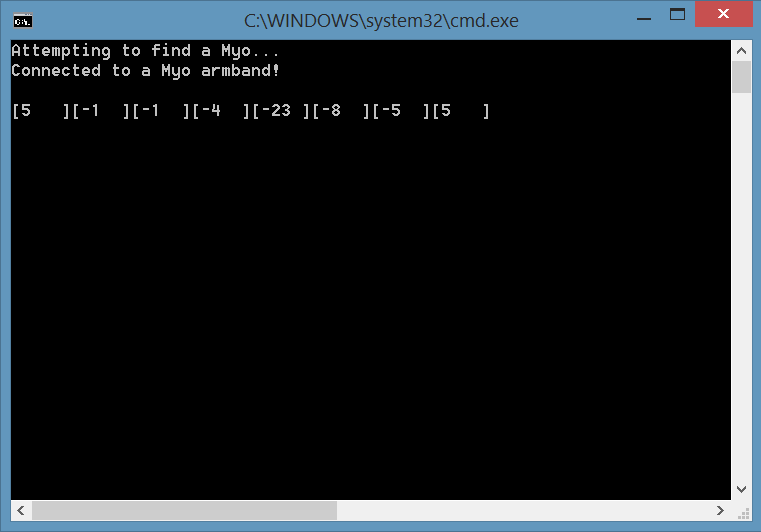 C:\WINDOWS\system32\cmd.exe
Attempting to find a Myo...
Connected to a Myo armband!
[5   ][-1  ][-1  ][-4  ][-23 ][-8  ][-5  ][5   ]